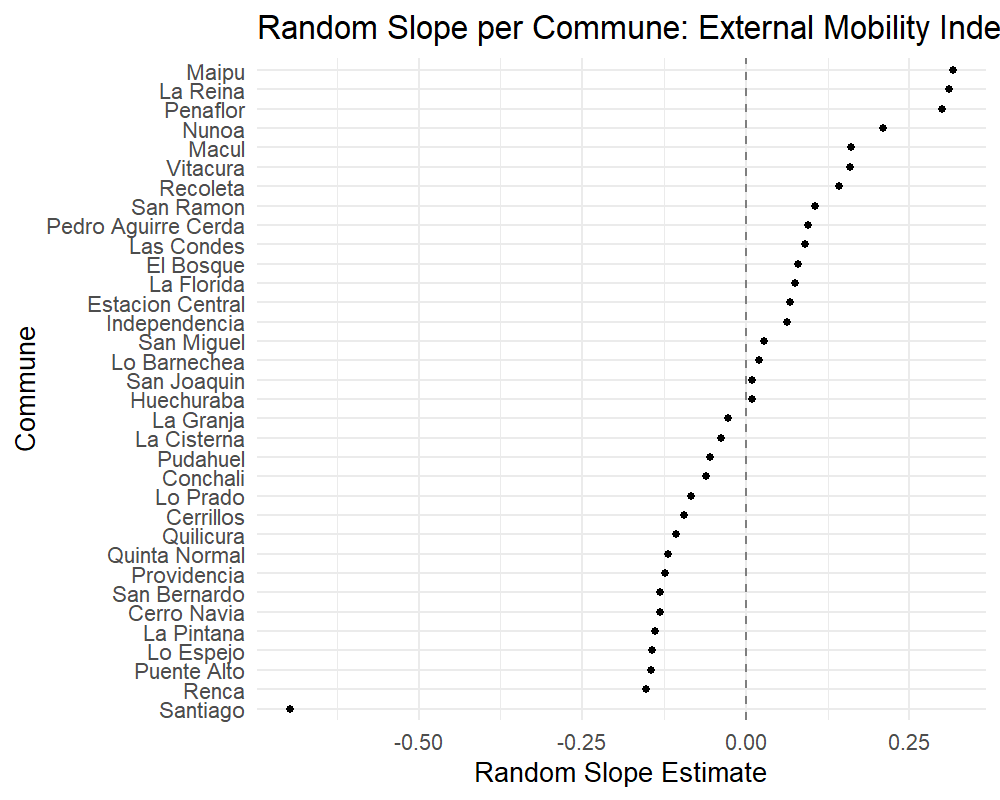 Random Slope per Commune: External Mobility Inde
Maipu
La Reina
Penaflor
Nunoa
Macul
Vitacura
Recoleta
San Ramon
Pedro Aguirre Cerda
Las Condes
El Bosque
La Florida
Estacion Central
Independencia
San Miguel
Lo Barnechea
San Joaquin
Huechuraba
La Granja
La Cisterna
Pudahuel
Conchali
Lo Prado
Cerrillos
Quilicura
Quinta Normal
Providencia
San Bernardo
Cerro Navia
La Pintana
Lo Espejo
Puente Alto
Renca
Santiago
Commune
-0.50 -0.25 0.00 0.25
Random Slope Estimate